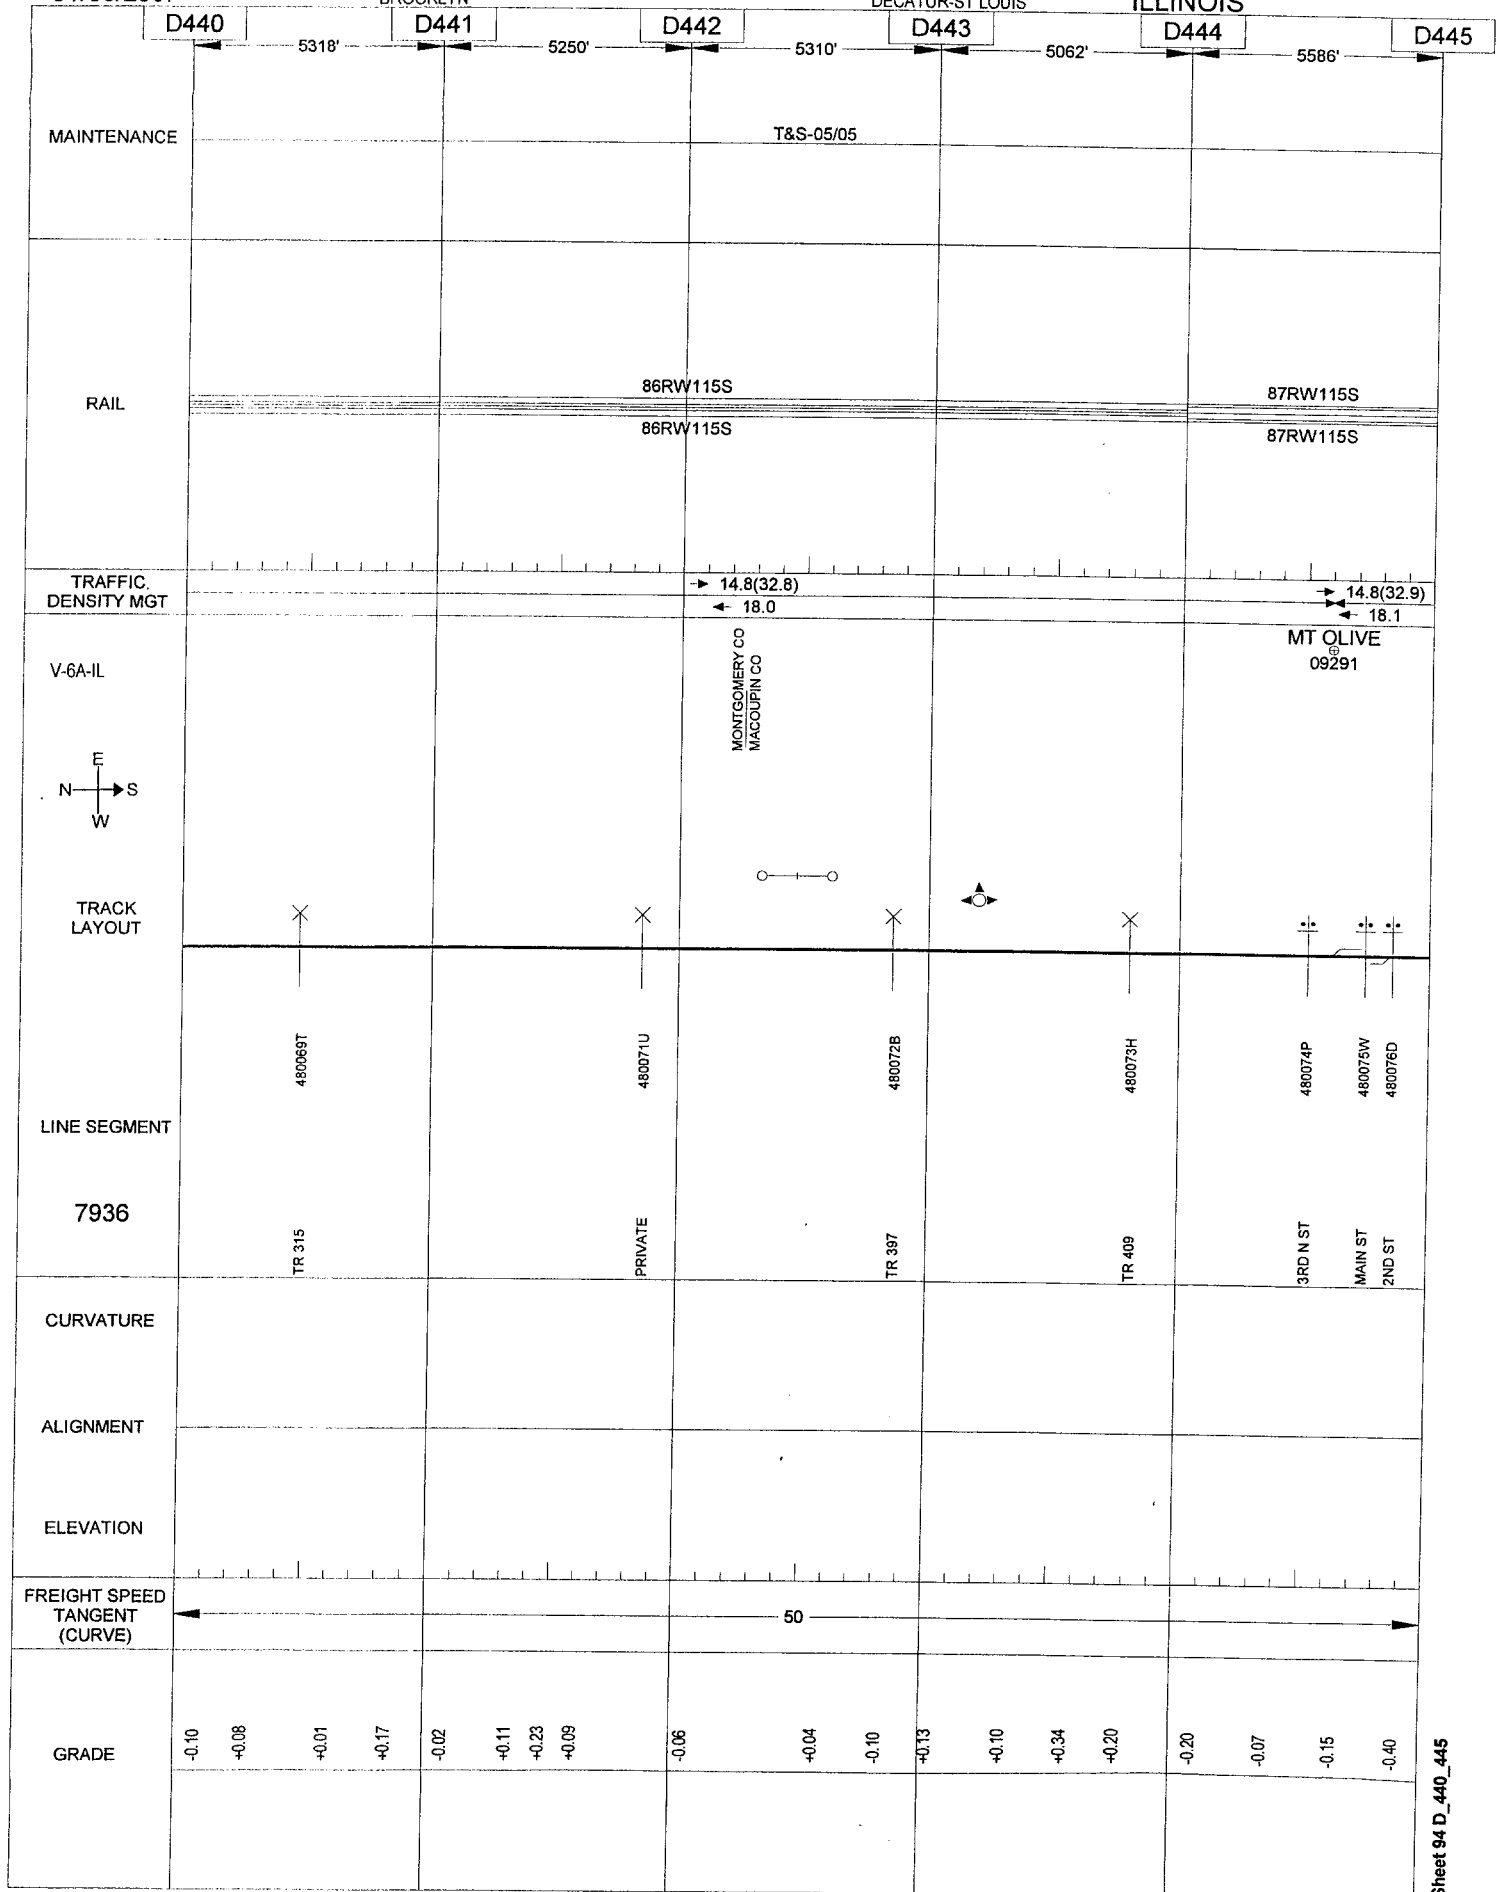 BROOKLYN DECATUR-ST LOUIS ILLINOIS
D440 D441 D442 D443 D444 D445
5318' 5250' 5310' 5062' 5586'
MAINTENANCE T&S-05/05
RAIL
86RW115S 87RW115S
86RW115S 87RW115S
TRAFFIC.
DENSITY MGT
14.8(32.8) 14.8(32.9)
18.0 18.1
V-6A-IL
MONTGOMERY CO
MACOUPIN CO
MT OLIVE
09291
E
N S
W
TRACK
LAYOUT
480069T 480071U 480072B 480073H 480074P 480075W 480076D
LINE SEGMENT
7936
TR 315 PRIVATE TR 397 TR 409 3RD N ST MAIN ST 2ND ST
CURVATURE
ALIGNMENT
ELEVATION
FREIGHT SPEED
TANGENT
(CURVE)
50
GRADE
-0.10 +0.08 +0.01 +0.17 -0.02 +0.11 +0.23 +0.09 -0.06 +0.04 -0.10 +0.13 +0.10 +0.34 +0.20 -0.20 -0.07 -0.15 -0.40
Sheet 94 D_440_445